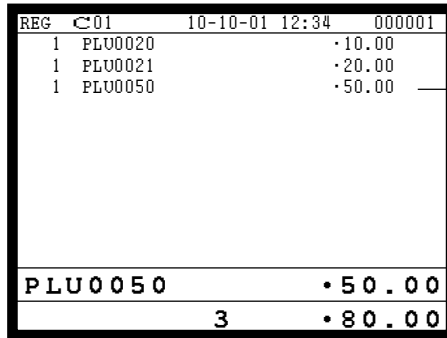 REG C01 10-10-01 12:34 000001
1 PLU0020 ·10.00
1 PLU0021 ·20.00
1 PLU0050 ·50.00
PLU0050 ·50.00
3 ·80.00